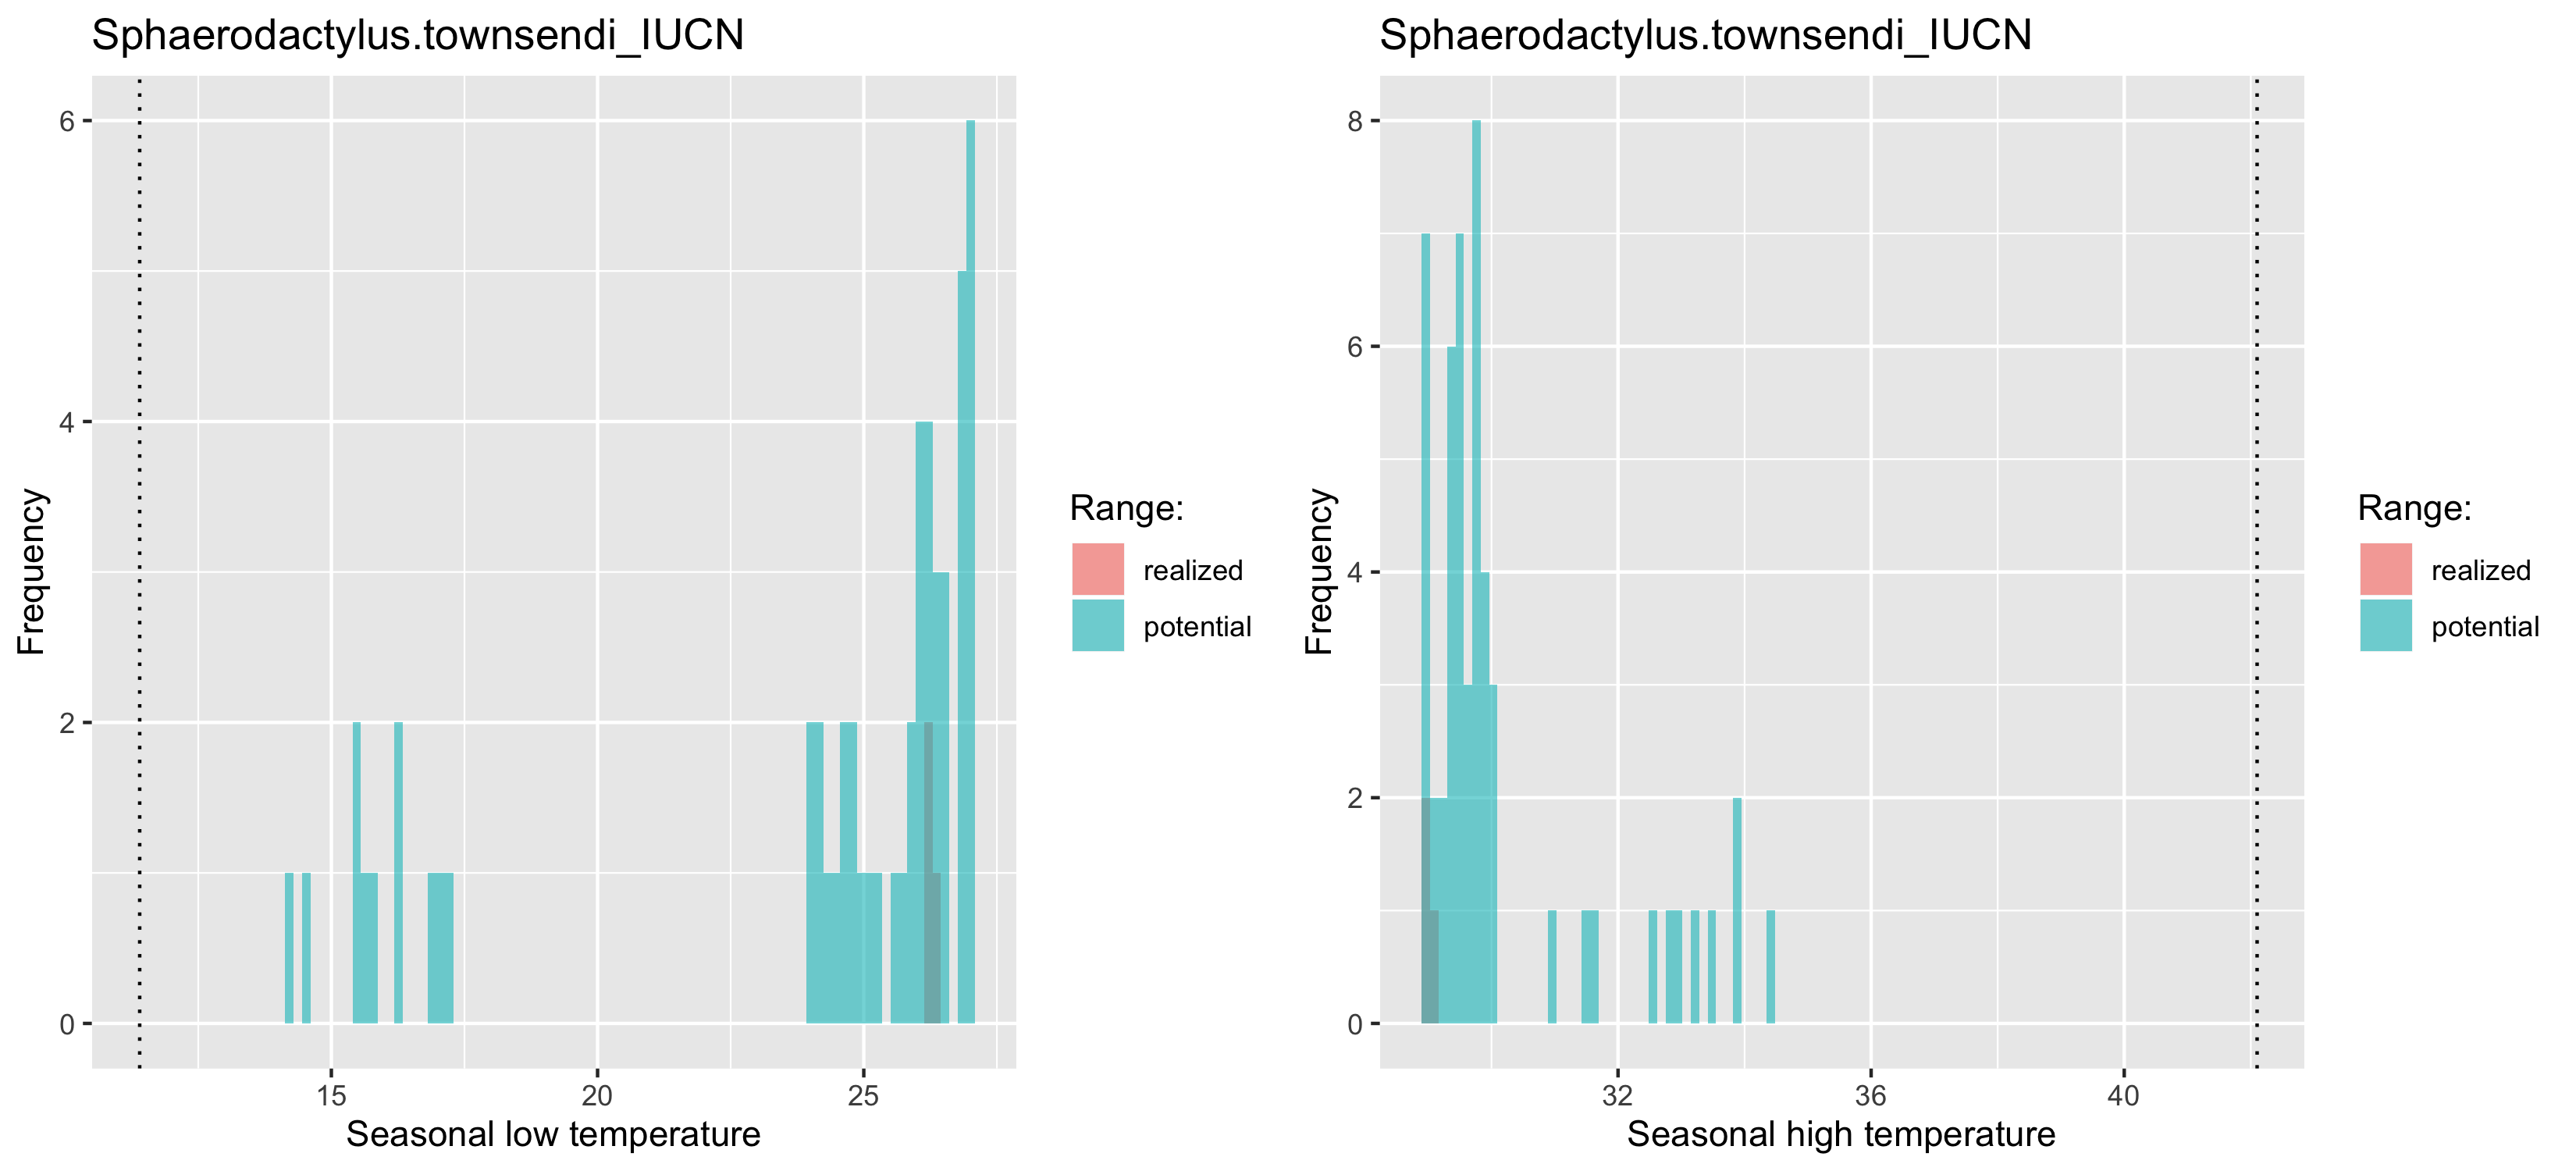 Sphaerodactylus.townsendi_IUCN
6
4
2
0
Frequency
15 20 25
Seasonal low temperature
Range:
realized
potential
Sphaerodactylus.townsendi_IUCN
8
6
4
2
0
Frequency
32 36 40
Seasonal high temperature
Range:
realized
potential